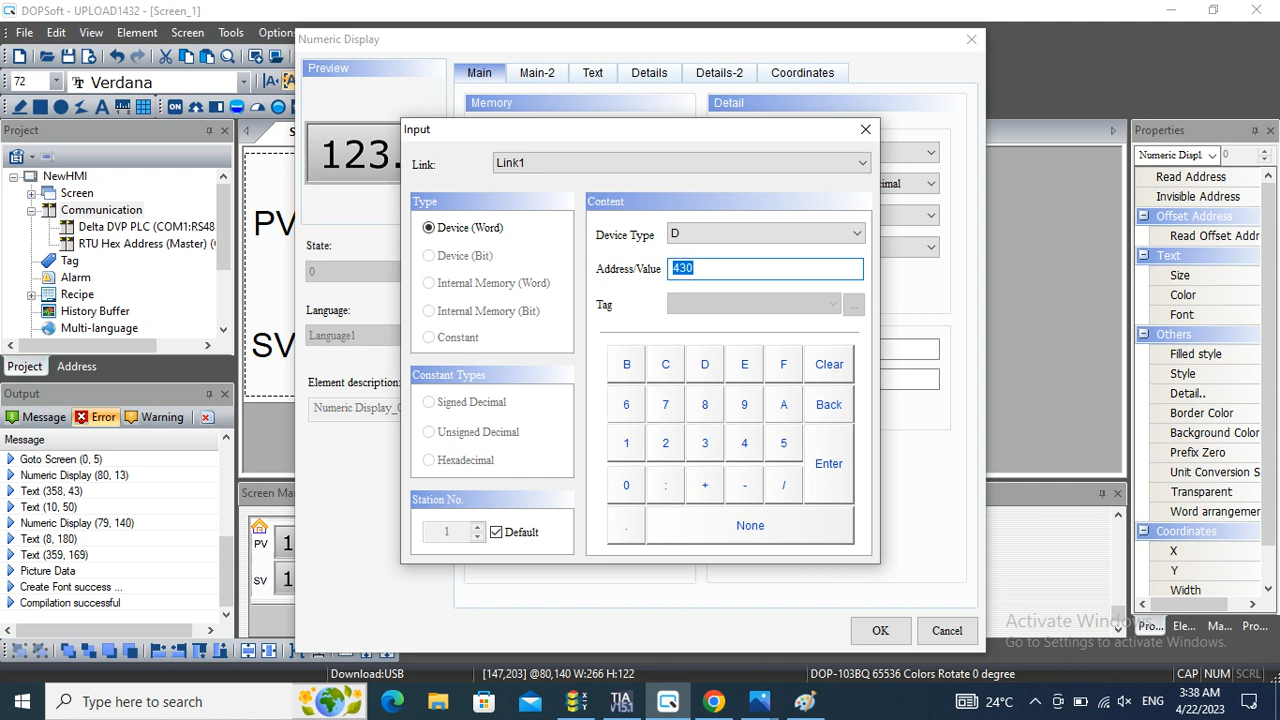 DOPSoft - UPLOAD1432 - [Screen_1]
File Edit View Element Screen Tools Option
72 Verdana
Project
NewHMI
Screen
Communication
Delta DVP PLC (COM1:RS48
RTU Hex Address (Master) (
Tag
Alarm
Recipe
History Buffer
Multi-language
Project Address
Output
Message Error Warning
Message
Goto Screen (0, 5)
Numeric Display (80, 13)
Text (358, 43)
Text (10, 50)
Numeric Display (79, 140)
Text (8, 180)
Text (359, 169)
Picture Data
Create Font success ...
Compilation successful
PV
SV
Screen Ma
PV 1
SV 1
Numeric Display
Preview
123.
State:
0
Language:
Language1
Element description:
Numeric Display_0
Main Main-2 Text Details Details-2 Coordinates
Memory
Detail
imal
OK Cancel
Input
Link: Link1
Type
Device (Word)
Device (Bit)
Internal Memory (Word)
Internal Memory (Bit)
Constant
Constant Types
Signed Decimal
Unsigned Decimal
Hexadecimal
Station No.
1 Default
Content
Device Type D
Address/Value 430
Tag ...
B C D E F Clear
6 7 8 9 A Back
1 2 3 4 5 Enter
0 : + - /
. None
Properties
Numeric Displ 0
Read Address
Invisible Address
Offset Address
Read Offset Addr
Text
Size
Color
Font
Others
Filled style
Style
Detail..
Border Color
Background Color
Prefix Zero
Unit Conversion S
Transparent
Word arrangemer
Coordinates
X
Y
Width
Pro... Ele... Ma... Pro...
Activate Windows
Go to Settings to activate Windows.
Download:USB [147,203] @80,140 W:266 H:122 DOP-103BQ 65536 Colors Rotate 0 degree CAP NUM SCRL
Type here to search
24°C ENG 3:38 AM
4/22/2023